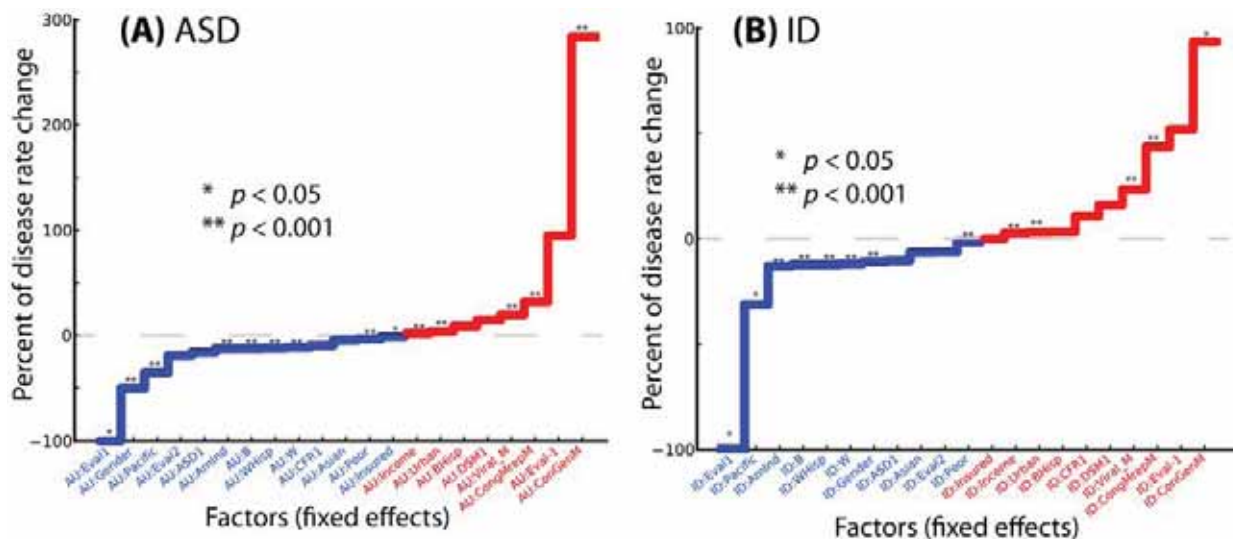 (A) ASD
Percent of disease rate change
300
200
100
0
−100
* p < 0.05
** p < 0.001
*
**
**
**
**
**
**
**
*
**
**
**
**
**
AU:Eval1
AU:Gender
AU:Pacific
AU:Eval2
AU:ASD1
AU:AmInd
AU:B
AU:WHisp
AU:W
AU:CFR1
AU:Asian
AU:Poor
AU:Insured
AU:Income
AU:Urban
AU:BHisp
AU:DSM1
AU:Viral_M
AU:CongMrepM
AU:Eval-1
AU:ConGenM
Factors (fixed effects)
(B) ID
Percent of disease rate change
100
0
−100
* p < 0.05
** p < 0.001
*
*
**
**
**
**
**
**
**
**
**
**
*
ID:Eval1
ID:Pacific
ID:AmInd
ID:B
ID:WHisp
ID:W
ID:Gender
ID:ASD1
ID:Asian
ID:Eval2
ID:Poor
ID:Insured
ID:Income
ID:Urban
ID:BHisp
ID:CFR1
ID:DSM1
ID:Viral_M
ID:CongMrepM
ID:Eval-1
ID:ConGenM
Factors (fixed effects)